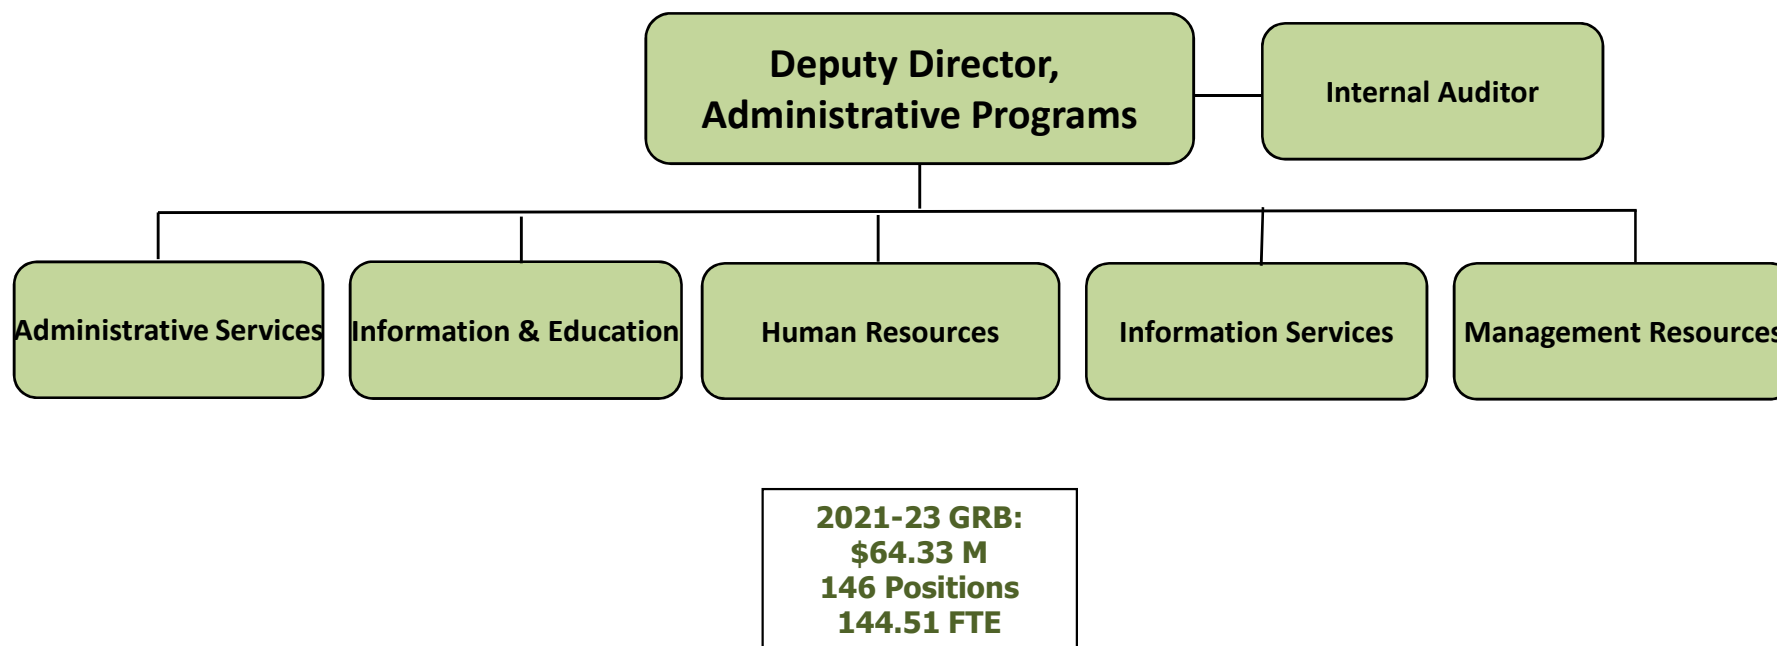 Deputy Director,
Administrative Programs
Internal Auditor
Administrative Services
Information & Education
Human Resources
Information Services
Management Resources
2021-23 GRB:
$64.33 M
146 Positions
144.51 FTE